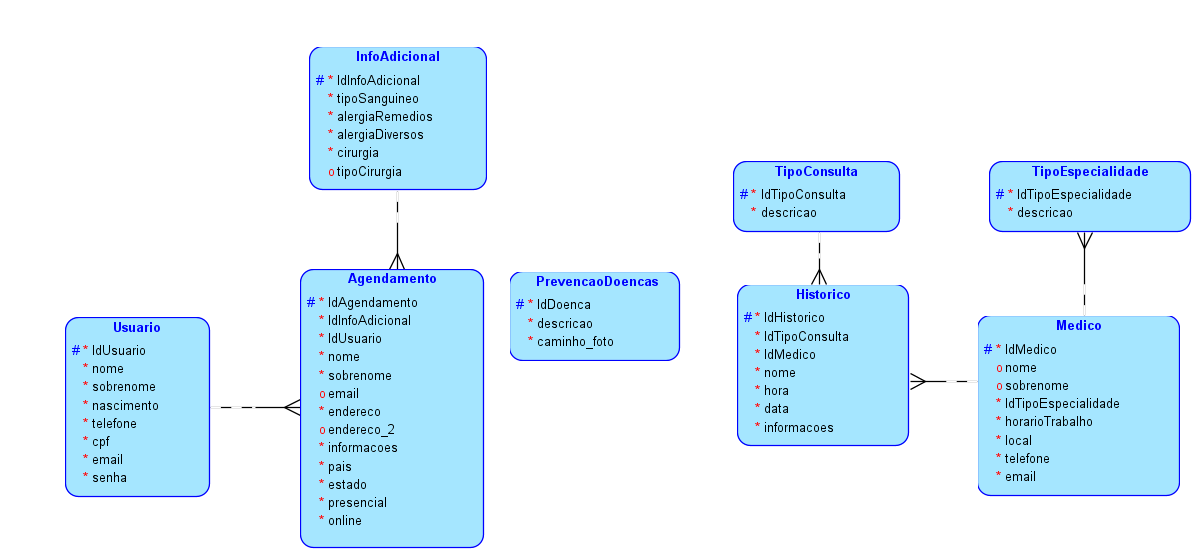 InfoAdicional
# * IdInfoAdicional
* tipoSanguineo
* alergiaRemedios
* alergiaDiversos
* cirurgia
o tipoCirurgia
TipoConsulta
# * IdTipoConsulta
* descricao
TipoEspecialidade
# * IdTipoEspecialidade
* descricao
Usuario
# * IdUsuario
* nome
* sobrenome
* nascimento
* telefone
* cpf
* email
* senha
Agendamento
# * IdAgendamento
* IdInfoAdicional
* IdUsuario
* nome
* sobrenome
o email
* endereco
o endereco_2
* informacoes
* pais
* estado
* presencial
* online
PrevencaoDoencas
# * IdDoenca
* descricao
* caminho_foto
Historico
# * IdHistorico
* IdTipoConsulta
* IdMedico
* nome
* hora
* data
* informacoes
Medico
# * IdMedico
o nome
o sobrenome
* IdTipoEspecialidade
* horarioTrabalho
* local
* telefone
* email